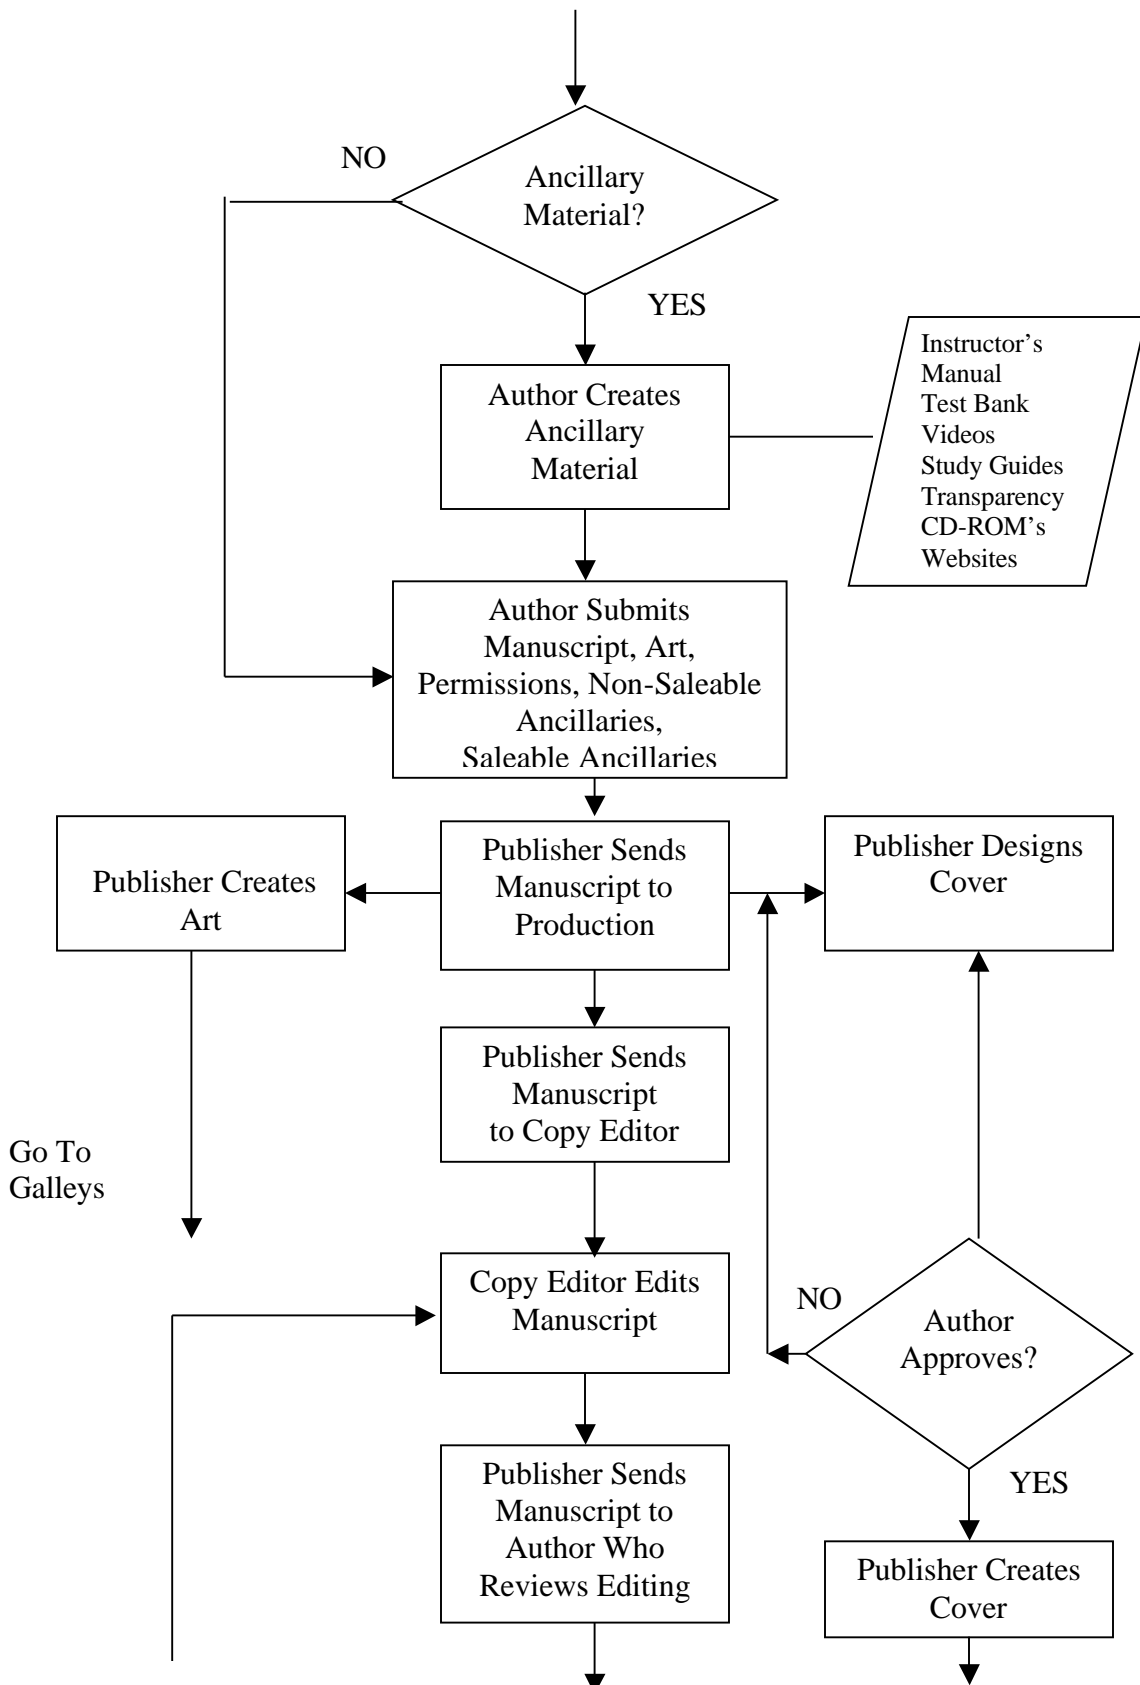 NO
Ancillary
Material?
YES
Instructor’s
Manual
Test Bank
Videos
Study Guides
Transparency
CD-ROM’s
Websites
Author Creates
Ancillary
Material
Author Submits
Manuscript, Art,
Permissions, Non-Saleable
Ancillaries,
Saleable Ancillaries
Publisher Creates
Art
Publisher Sends
Manuscript to
Production
Publisher Designs
Cover
Publisher Sends
Manuscript
to Copy Editor
Go To
Galleys
Copy Editor Edits
Manuscript
NO
Author
Approves?
YES
Publisher Sends
Manuscript to
Author Who
Reviews Editing
Publisher Creates
Cover